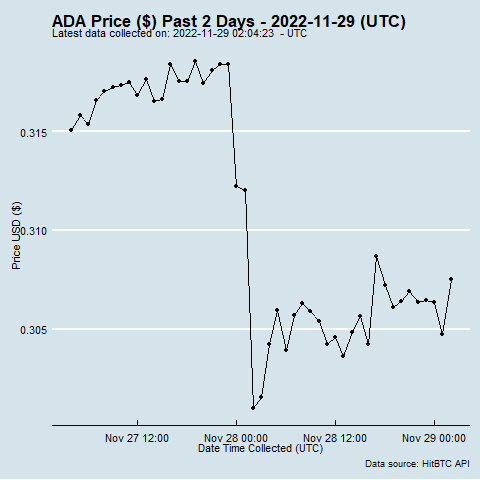 ADA Price ($) Past 2 Days - 2022-11-29 (UTC)
Latest data collected on: 2022-11-29 02:04:23  - UTC
0.315
0.310
0.305
Price USD ($)
Nov 27 12:00
Nov 28 00:00
Nov 28 12:00
Nov 29 00:00
Date Time Collected (UTC)
Data source: HitBTC API